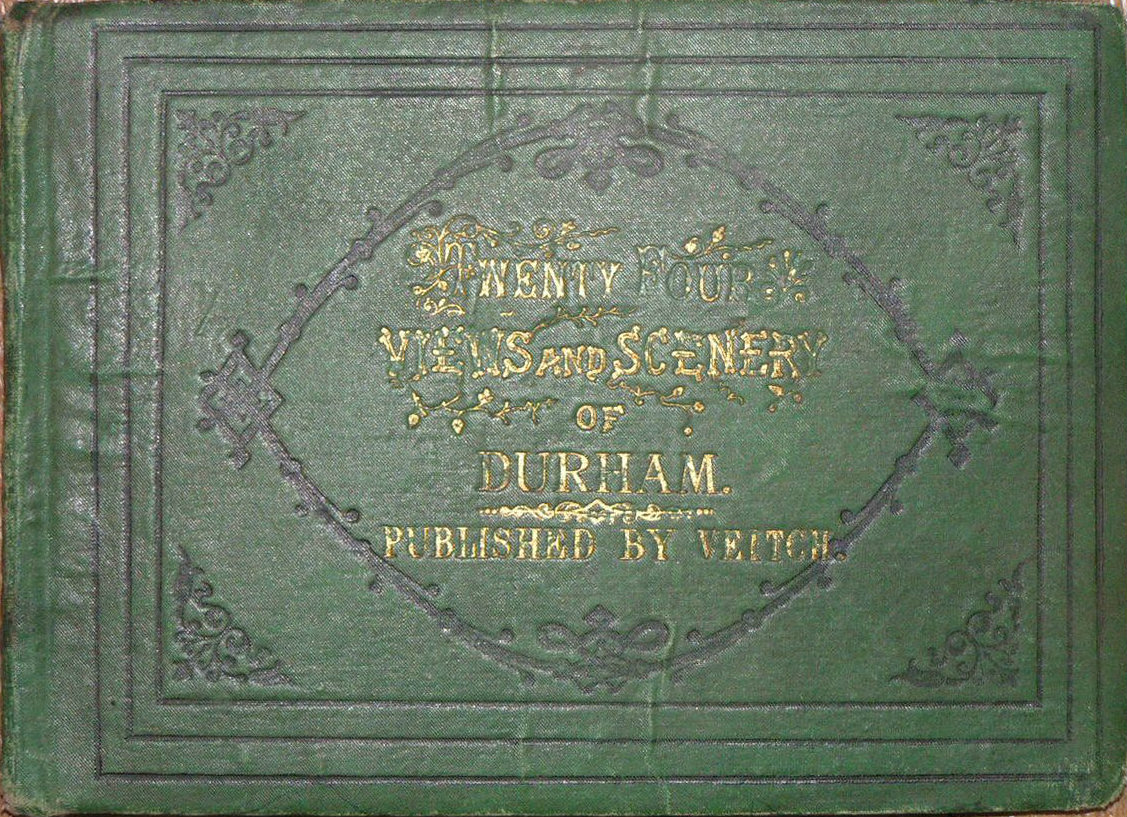 TWENTY FOUR
VIEWS AND SCENERY
OF
DURHAM.
PUBLISHED BY VEITCH.